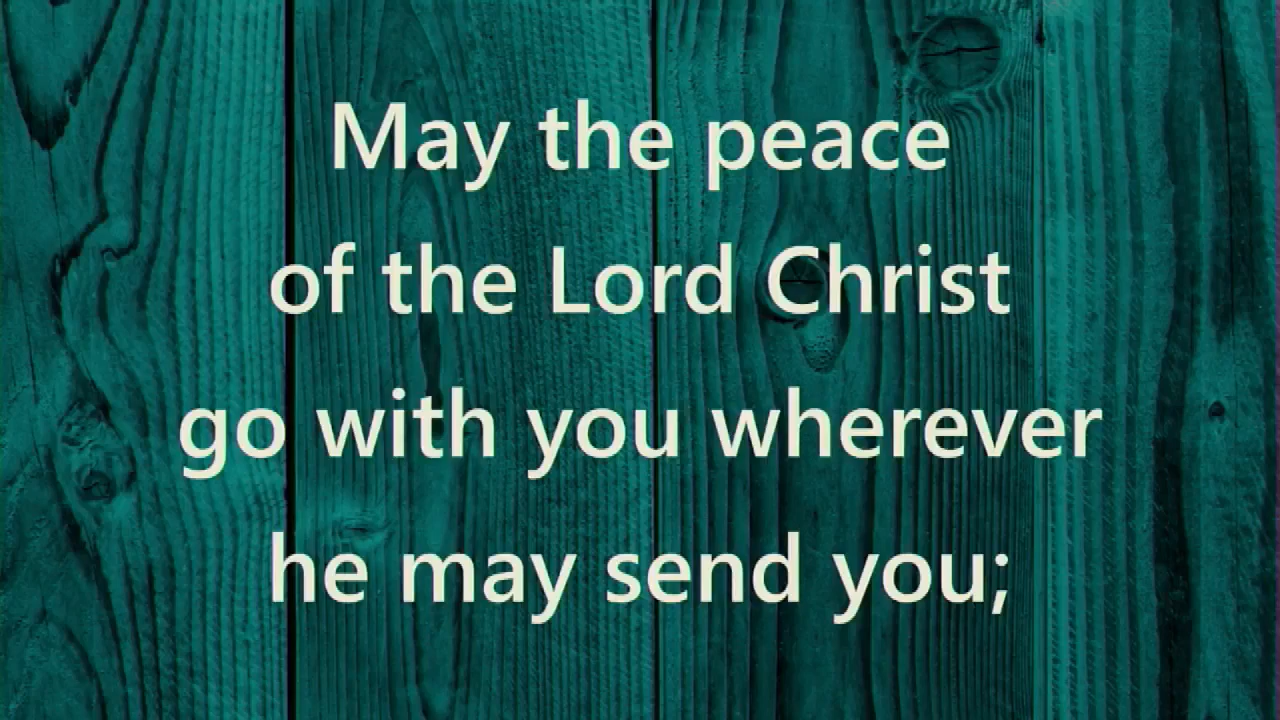 May the peace
of the Lord Christ
go with you wherever
he may send you;